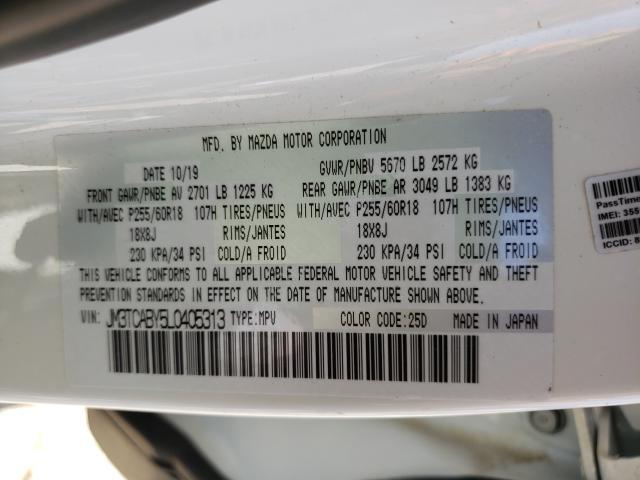 MFD. BY MAZDA MOTOR CORPORATION
DATE 10/19 GVWR/PNBV 5670 LB 2572 KG
FRONT GAWR/PNBE AV 2701 LB 1225 KG REAR GAWR/PNBE AR 3049 LB 1383 KG
WITH/AVEC P255/60R18 107H TIRES/PNEUS WITH/AVEC P255/60R18 107H TIRES/PNEUS
18X8J RIMS/JANTES 18X8J RIMS/JANTES
230 KPA/34 PSI COLD/A FROID 230 KPA/34 PSI COLD/A FROID
THIS VEHICLE CONFORMS TO ALL APPLICABLE FEDERAL MOTOR VEHICLE SAFETY AND THEFT
PREVENTION STANDARDS IN EFFECT ON THE DATE OF MANUFACTURE SHOWN ABOVE.
VIN: JM3TCABY5L0405313 TYPE:MPV COLOR CODE:25D MADE IN JAPAN
PassTime
IMEI: 355
ICCID: 8